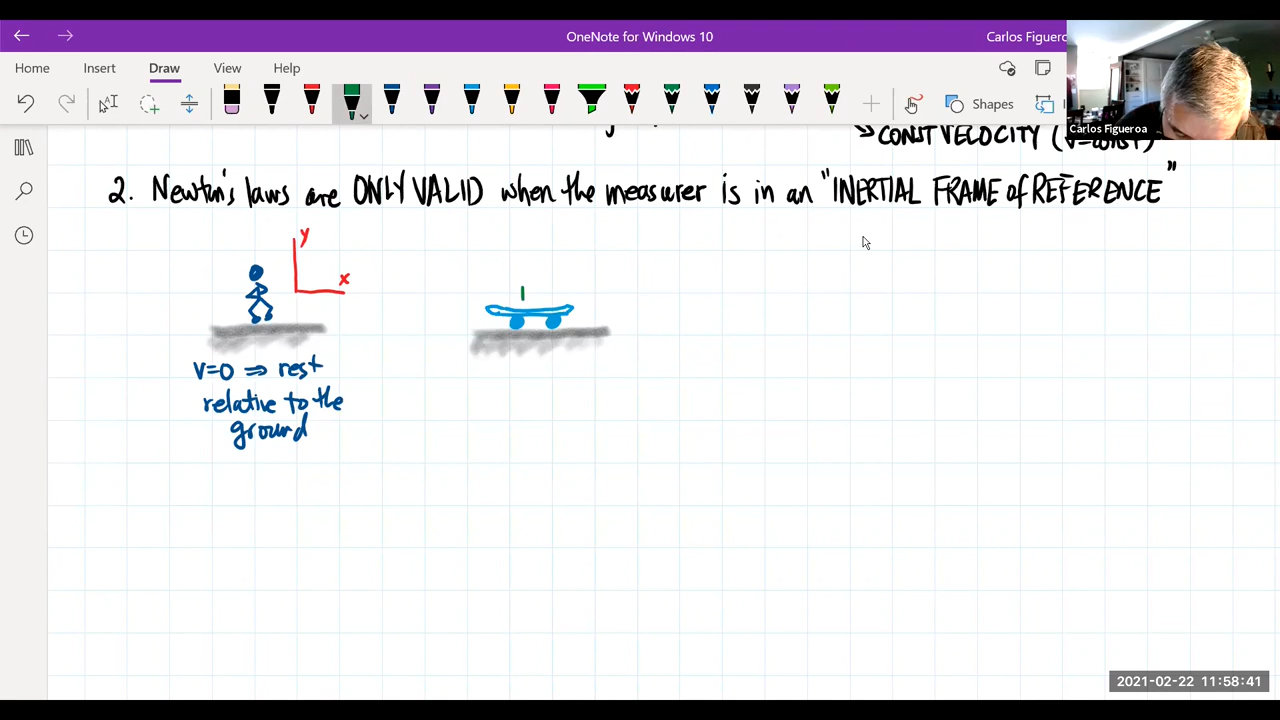 OneNote for Windows 10
Carlos Figuero
Home Insert Draw View Help
Shapes
Carlos Figueroa
↳ CONST VELOCITY (v=const)
2. Newton's laws are ONLY VALID when the measurer is in an "INERTIAL FRAME of REFERENCE"
y
x
v=0 ⇒ rest
relative to the
ground
2021-02-22 11:58:41